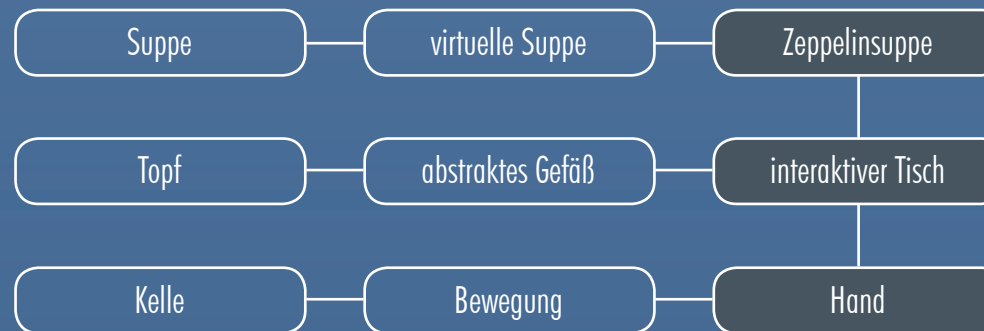 Suppe
virtuelle Suppe
Zeppelinsuppe
Topf
abstraktes Gefäß
interaktiver Tisch
Kelle
Bewegung
Hand